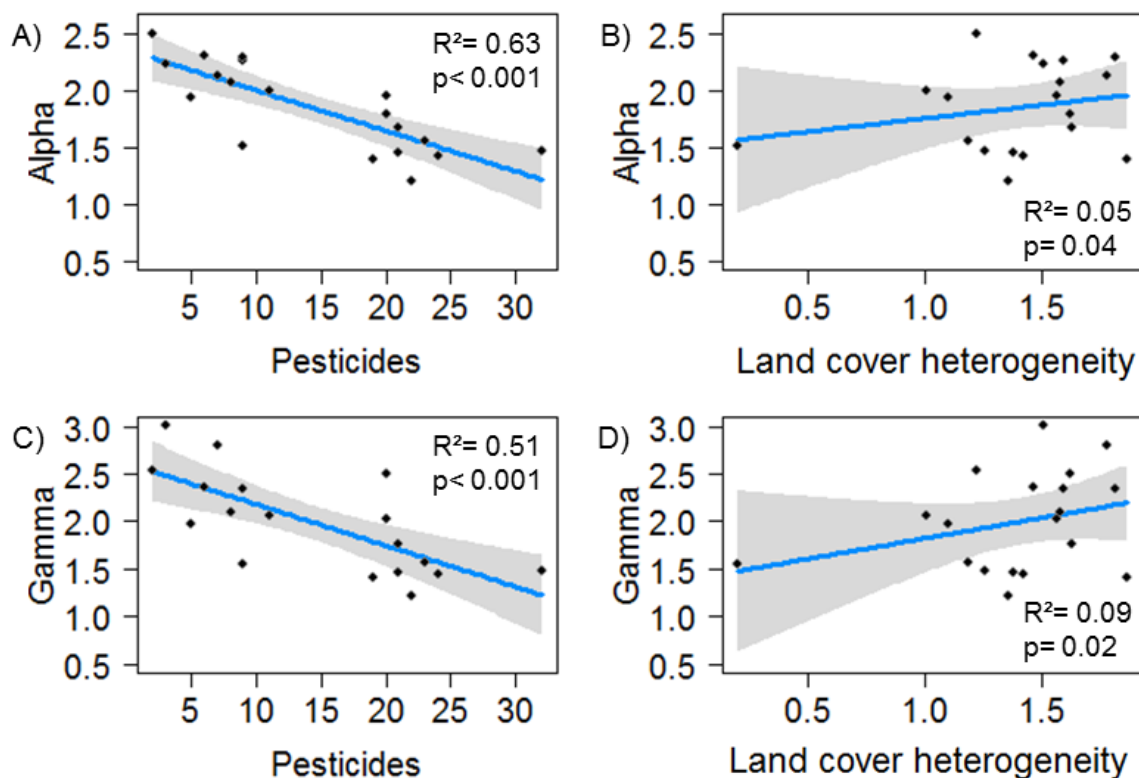 A)
2.5
2.0
1.5
1.0
0.5
Alpha
R²= 0.63
p< 0.001
5 10 15 20 25 30
Pesticides
B)
2.5
2.0
1.5
1.0
0.5
Alpha
R²= 0.05
p= 0.04
0.5 1.0 1.5
Land cover heterogeneity
C)
3.0
2.5
2.0
1.5
1.0
0.5
Gamma
R²= 0.51
p< 0.001
5 10 15 20 25 30
Pesticides
D)
3.0
2.5
2.0
1.5
1.0
0.5
Gamma
R²= 0.09
p= 0.02
0.5 1.0 1.5
Land cover heterogeneity